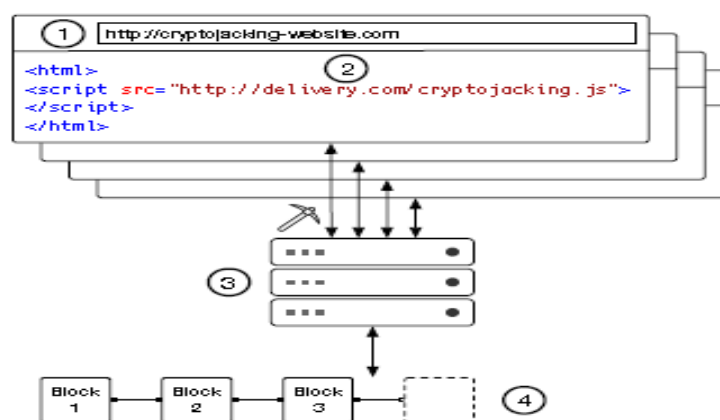 1 http://cryptojacking-website.com
2
<html>
<script src="http://delivery.com/cryptojacking.js">
</script>
</html>
3
Block 1
Block 2
Block 3
4